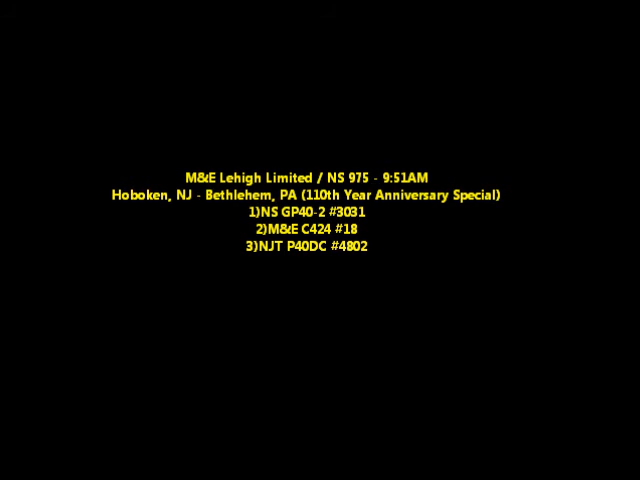 M&E Lehigh Limited / NS 975 - 9:51AM
Hoboken, NJ - Bethlehem, PA (110th Year Anniversary Special)
1)NS GP40-2 #3031
2)M&E C424 #18
3)NJT P40DC #4802